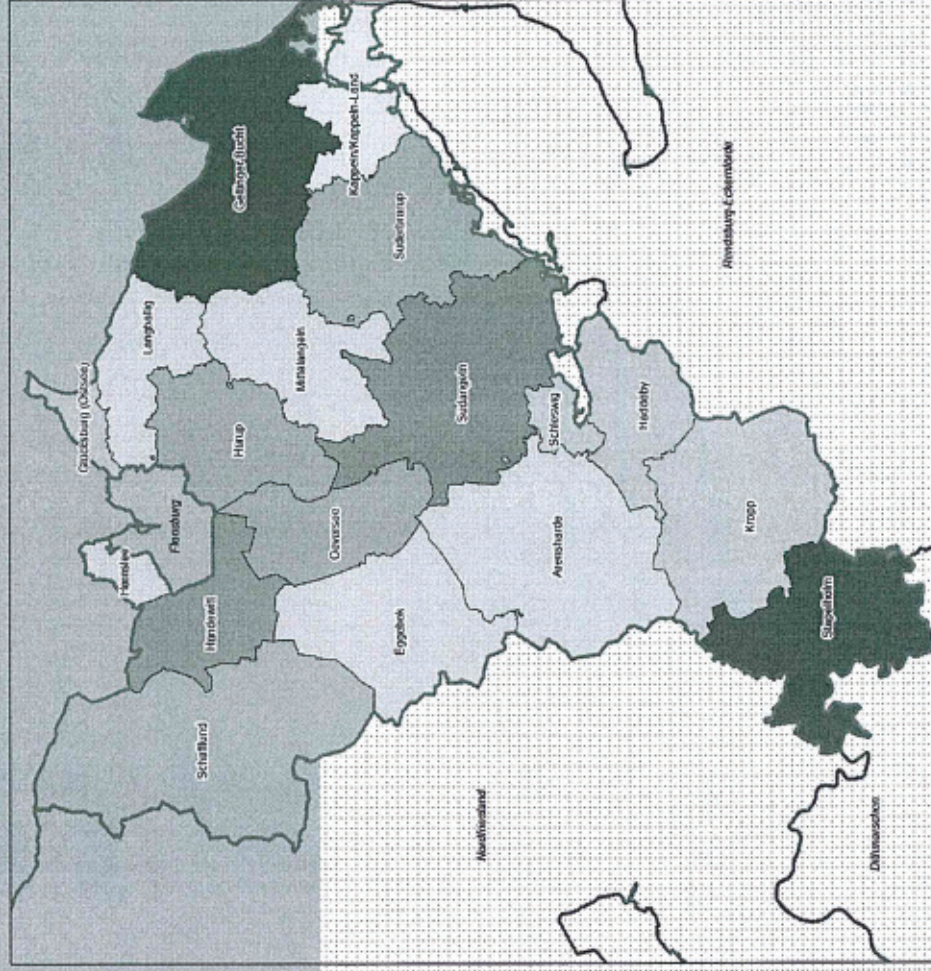 Glücksburg (Ostsee)
Harrislee
Flensburg
Langballig
Geltinger Bucht
Handewitt
Hürup
Schafflund
Oeversee
Mittelangeln
Kappeln/Kappeln-Land
Süderbrarup
Eggebek
Südangeln
Arensharde
Schleswig
Haddeby
Kropp
Stapelholm
Nordfriesland
Rendsburg-Eckernförde
Dithmarschen